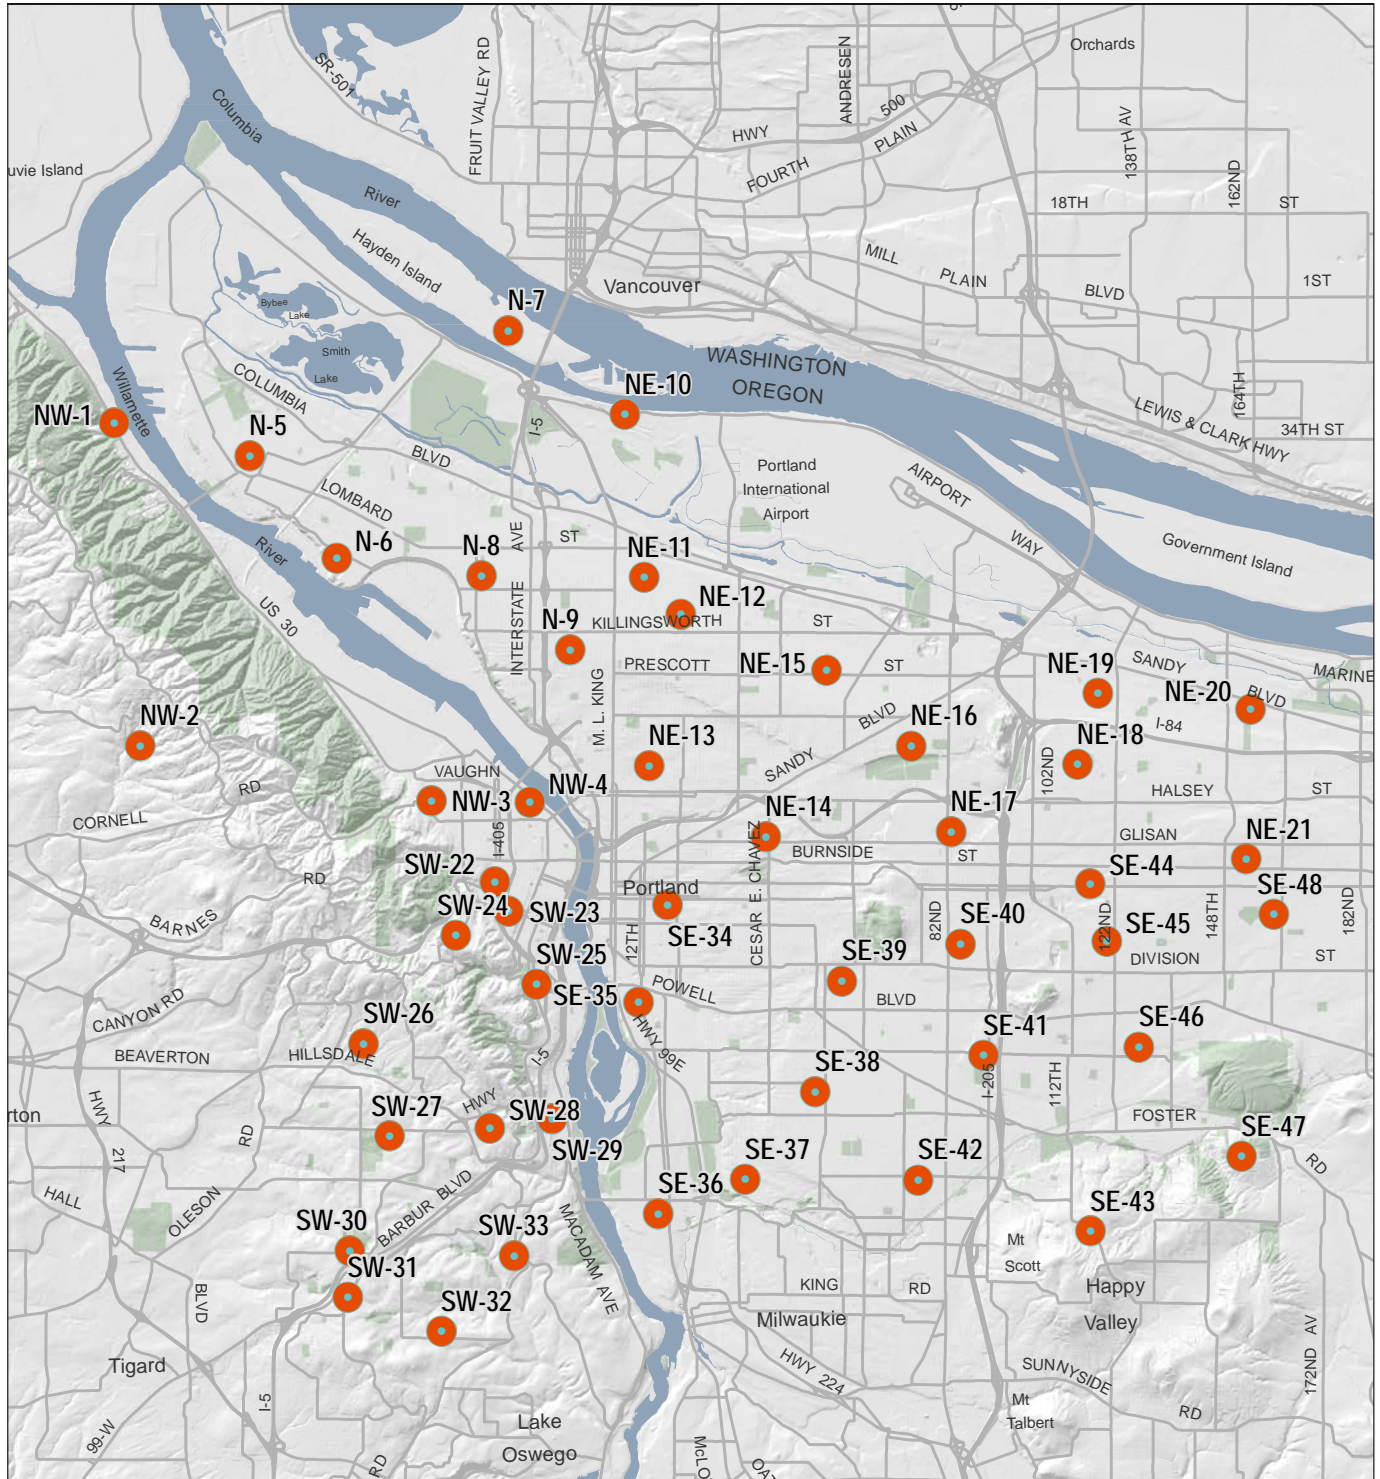 Orchards
SR-501
FRUIT VALLEY RD
ANDRESEN
500
HWY
PLAIN
FOURTH
138TH AV
162ND
Columbia
uvie Island
River
18TH
ST
Hayden Island
MILL
PLAIN
BLVD
1ST
Vancouver
Bybee
Lake
Smith
Lake
N-7
WASHINGTON
OREGON
164TH
LEWIS & CLARK HWY
34TH ST
COLUMBIA
BLVD
NE-10
I-5
NW-1
Willamette
N-5
LOMBARD
Portland
International
Airport
AIRPORT
WAY
Government Island
River
N-6
N-8
INTERSTATE AVE
ST
NE-11
NE-12
KILLINGSWORTH
ST
US 30
N-9
PRESCOTT
ST
NE-15
M. L. KING
SANDY
BLVD
MARINE
NE-19
NE-20
I-84
NW-2
NE-13
SANDY
BLVD
NE-16
NE-18
102ND
VAUGHN
NW-3
NW-4
RD
CORNELL
HALSEY
ST
NE-14
NE-17
GLISAN
NE-21
I-405
BURNSIDE
ST
CESAR E. CHAVEZ
SW-22
RD
BARNES
Portland
SE-44
SE-48
SW-24
SW-23
SE-34
12TH
82ND
SE-40
122ND
SE-45
148TH
182ND
DIVISION
ST
SW-25
SE-35
SE-39
POWELL
BLVD
CANYON RD
SW-26
BEAVERTON
HILLSDALE
HWY
HWY 99E
I-5
SE-41
SE-46
I-205
112TH
SE-38
rton
HWY
217
SW-27
SW-28
SW-29
FOSTER
RD
SE-47
RD
OLESON
HALL
BLVD
BARBUR BLVD
SE-37
SE-42
SE-36
SE-43
SW-30
SW-31
SW-33
MACADAM AVE
Mt
Scott
Happy
Valley
KING
RD
SW-32
Milwaukie
Tigard
HWY 224
SUNNYSIDE
RD
172ND AV
I-5
99-W
Lake
Oswego
RD
Mt
Talbert